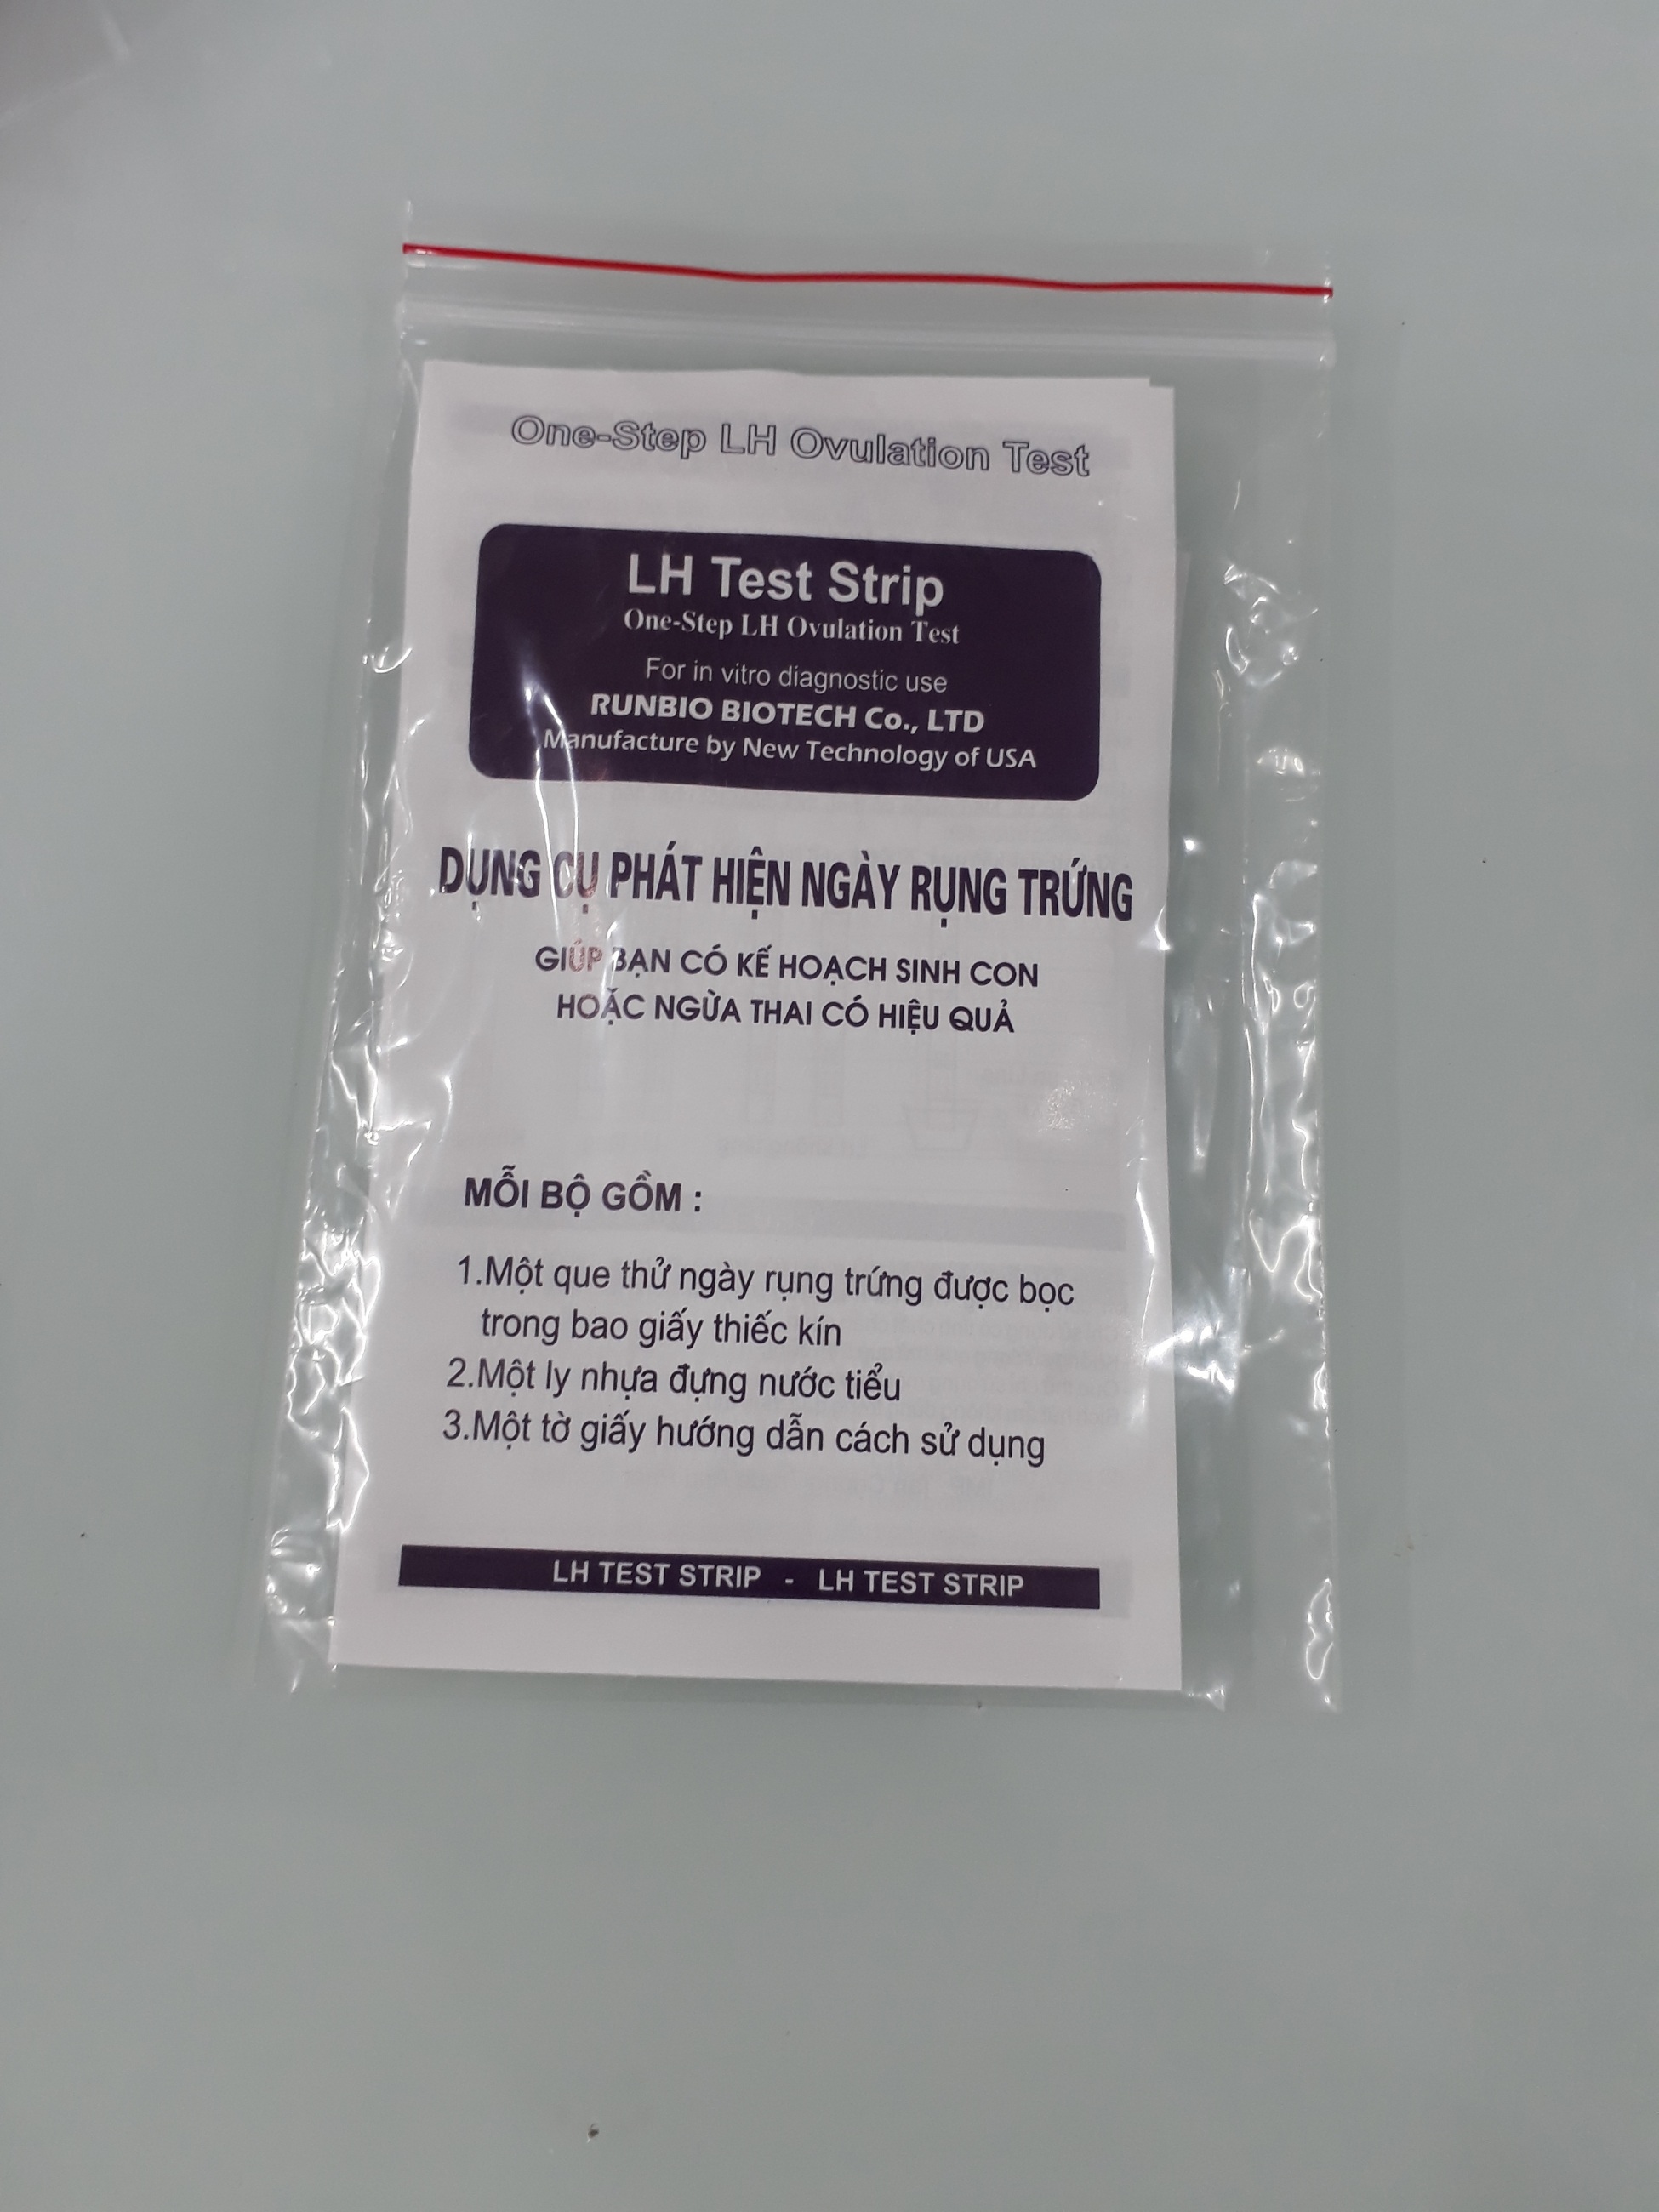 One-Step LH Ovulation Test
LH Test Strip
One-Step LH Ovulation Test
For in vitro diagnostic use
RUNBIO BIOTECH Co., LTD
Manufacture by New Technology of USA
DỤNG CỤ PHÁT HIỆN NGÀY RỤNG TRỨNG
GIÚP BẠN CÓ KẾ HOẠCH SINH CON
HOẶC NGỪA THAI CÓ HIỆU QUẢ
MỖI BỘ GỒM :
1.Một que thử ngày rụng trứng được bọc
trong bao giấy thiếc kín
2.Một ly nhựa đựng nước tiểu
3.Một tờ giấy hướng dẫn cách sử dụng
LH TEST STRIP - LH TEST STRIP